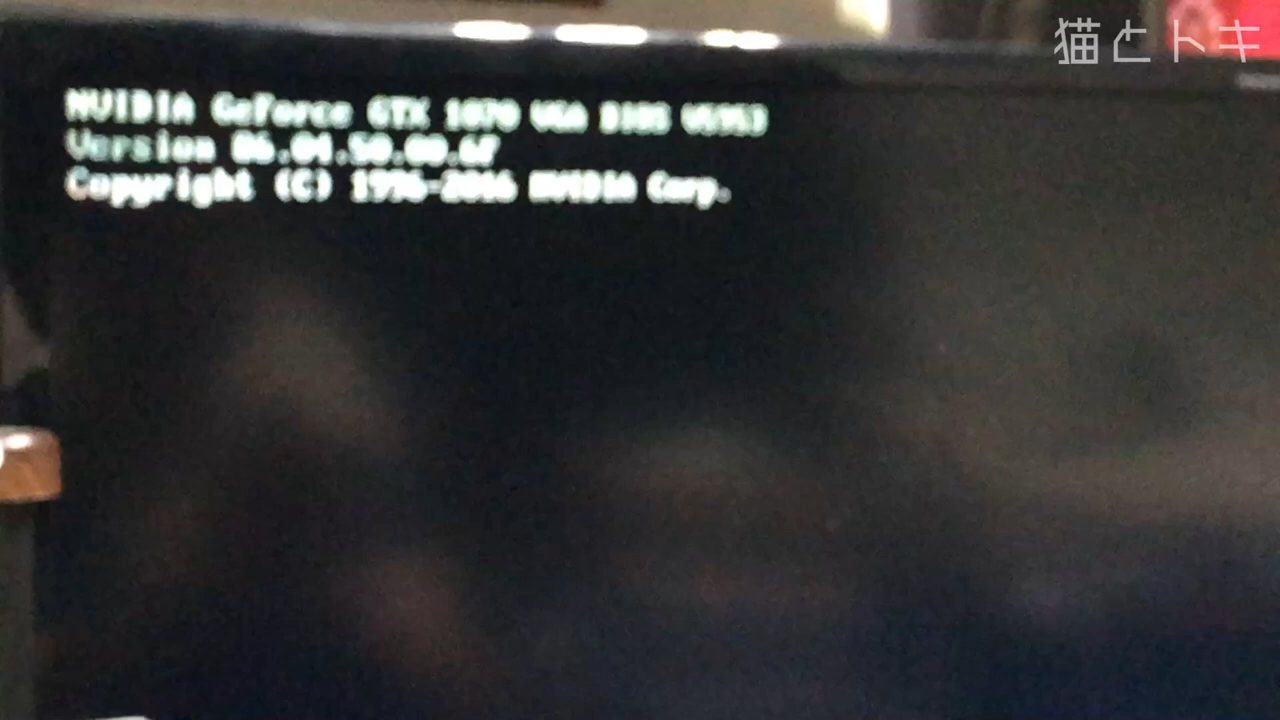 猫とトキ
NVIDIA GeForce GTX 1070 VGA BIOS
Version
Copyright (C) 1996-2016 NVIDIA Corp.